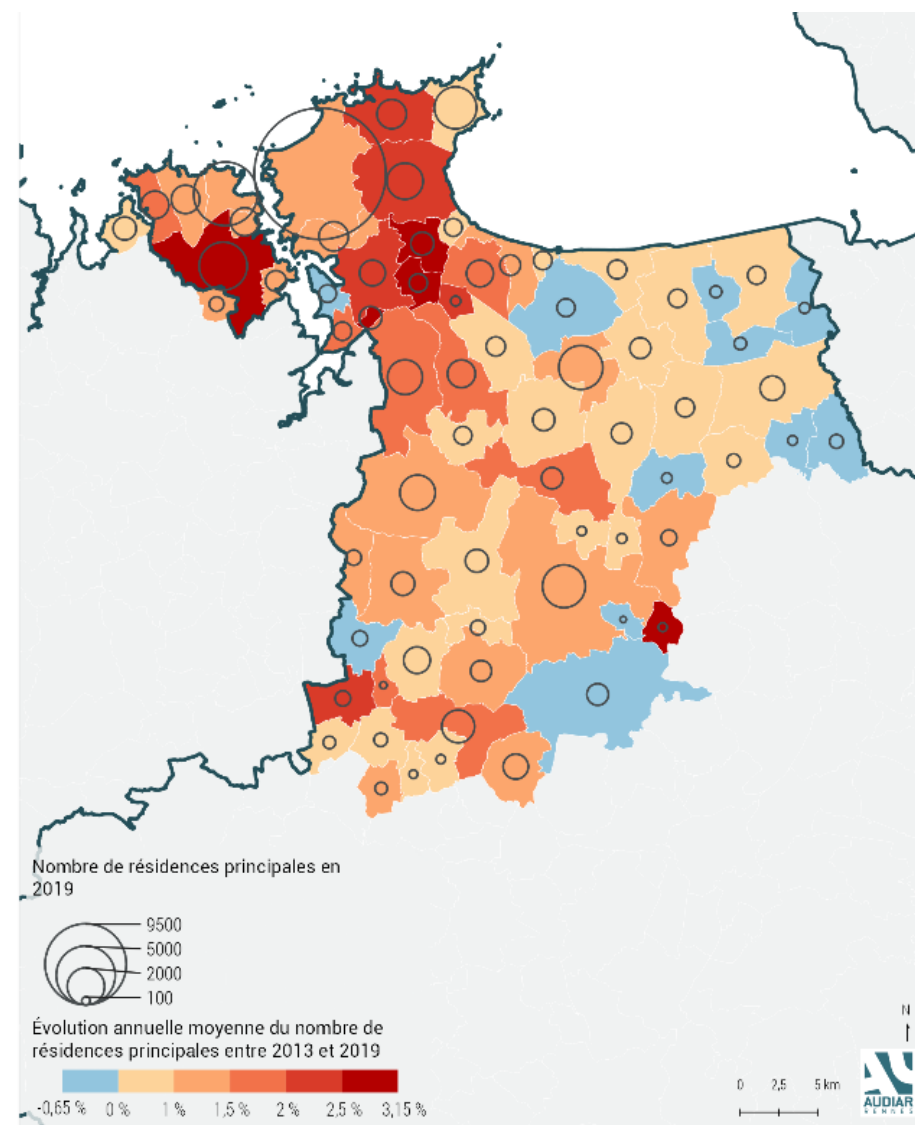 Nombre de résidences principales en
2019
9500
5000
2000
100
Évolution annuelle moyenne du nombre de
résidences principales entre 2013 et 2019
-0,65 % 0 % 1 % 1,5 % 2 % 2,5 % 3,15 %
0 2,5 5 km
N
AUDIAR
RENNES